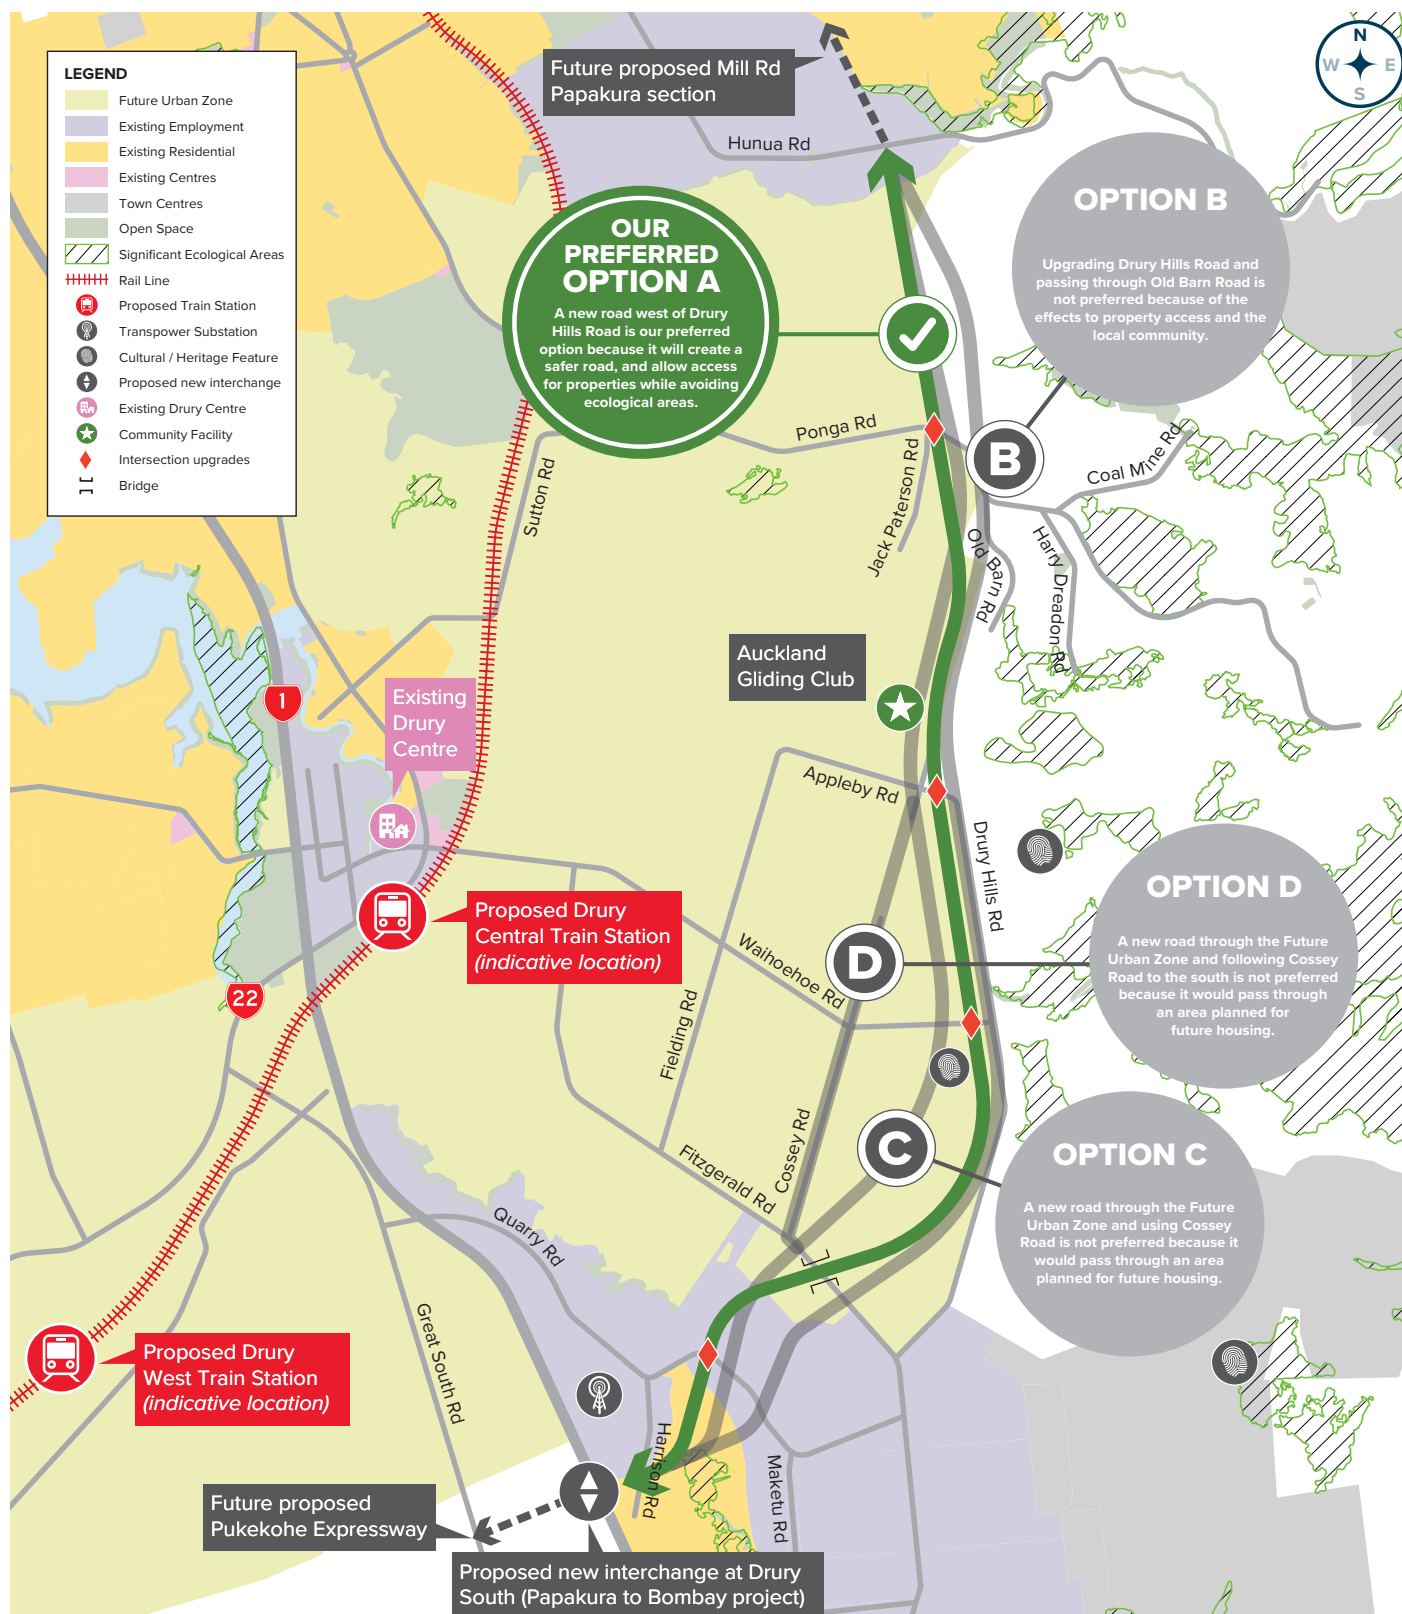 LEGEND
Future Urban Zone
Existing Employment
Existing Residential
Existing Centres
Town Centres
Open Space
Significant Ecological Areas
Rail Line
Proposed Train Station
Transpower Substation
Cultural / Heritage Feature
Proposed new interchange
Existing Drury Centre
Community Facility
Intersection upgrades
Bridge
Future proposed Mill Rd
Papakura section
N
W
E
S
Hunua Rd
OUR
PREFERRED
OPTION A
A new road west of Drury
Hills Road is our preferred
option because it will create a
safer road, and allow access
for properties while avoiding
ecological areas.
OPTION B
Upgrading Drury Hills Road and
passing through Old Barn Road is
not preferred because of the
effects to property access and the
local community.
Ponga Rd
B
Coal Mine Rd
Sutton Rd
Jack Paterson Rd
Old Barn Rd
Harry Dreadon Rd
Auckland
Gliding Club
1
Existing
Drury
Centre
Appleby Rd
Drury Hills Rd
OPTION D
A new road through the Future
Urban Zone and following Cossey
Road to the south is not preferred
because it would pass through
an area planned for
future housing.
Proposed Drury
Central Train Station
(indicative location)
D
Waihoehoe Rd
22
Fielding Rd
Cossey Rd
C
Fitzgerald Rd
OPTION C
A new road through the Future
Urban Zone and using Cossey
Road is not preferred because it
would pass through an area
planned for future housing.
Quarry Rd
Great South Rd
Proposed Drury
West Train Station
(indicative location)
Harrison Rd
Maketu Rd
Future proposed
Pukekohe Expressway
Proposed new interchange at Drury
South (Papakura to Bombay project)